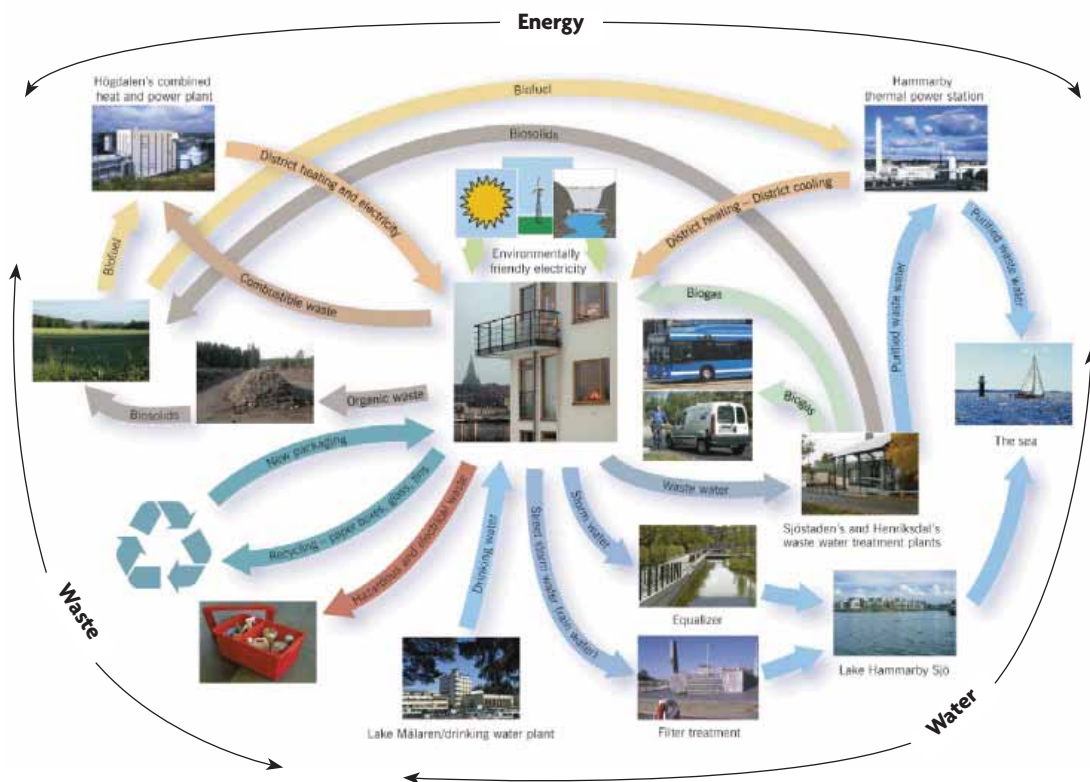 Energy
Högdalen's combined
heat and power plant
Hammarby
thermal power station
Biofuel
Biosolids
District heating and electricity
District heating – District cooling
Environmentally
friendly electricity
Biofuel
Combustible waste
Biogas
Purified waste water
Purified waste water
Organic waste
Biosolids
Biogas
The sea
New packaging
Waste water
Sjöstaden's and Henriksdal's
waste water treatment plants
Recycling – paper boxes, glass, tins
Hazardous and electrical waste
Drinking water
Street storm water (rain water)
Storm water
Equalizer
Lake Hammarby Sjö
Waste
Water
Lake Mälaren/drinking water plant
Filter treatment